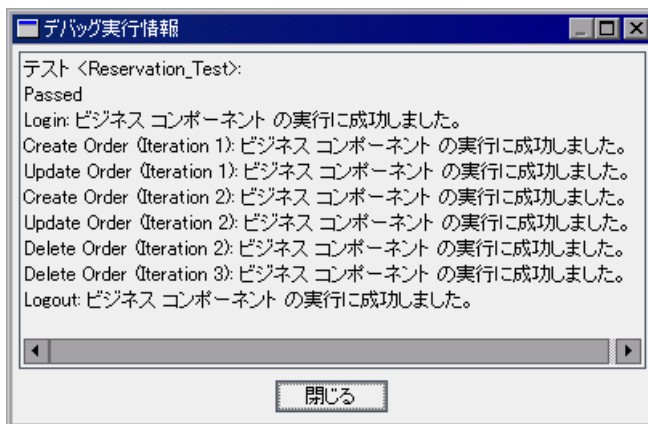 デバッグ実行情報
テスト <Reservation_Test>:
Passed
Login: ビジネス コンポーネント の実行に成功しました。
Create Order (Iteration 1): ビジネス コンポーネント の実行に成功しました。
Update Order (Iteration 1): ビジネス コンポーネント の実行に成功しました。
Create Order (Iteration 2): ビジネス コンポーネント の実行に成功しました。
Update Order (Iteration 2): ビジネス コンポーネント の実行に成功しました。
Delete Order (Iteration 2): ビジネス コンポーネント の実行に成功しました。
Delete Order (Iteration 3): ビジネス コンポーネント の実行に成功しました。
Logout: ビジネス コンポーネント の実行に成功しました。
閉じる